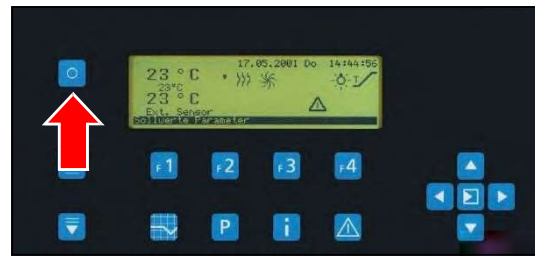 17.05.2001 Do 14:44:56
23 °C
23°C
23 °C
Ext. Sensor
Sollwerte Parameter
F1 F2 F3 F4
P i